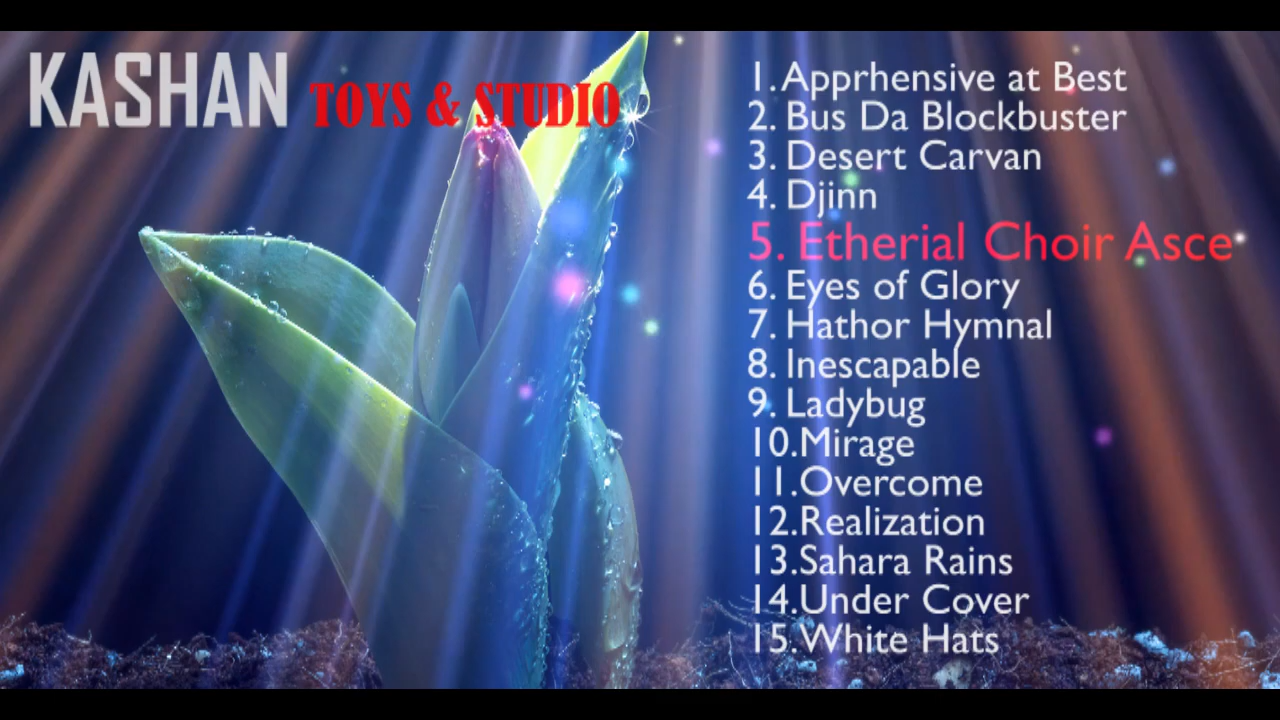 KASHAN TOYS & STUDIO
1. Apprhensive at Best
2. Bus Da Blockbuster
3. Desert Carvan
4. Djinn
5. Etherial Choir Asce
6. Eyes of Glory
7. Hathor Hymnal
8. Inescapable
9. Ladybug
10.Mirage
11.Overcome
12.Realization
13.Sahara Rains
14.Under Cover
15.White Hats